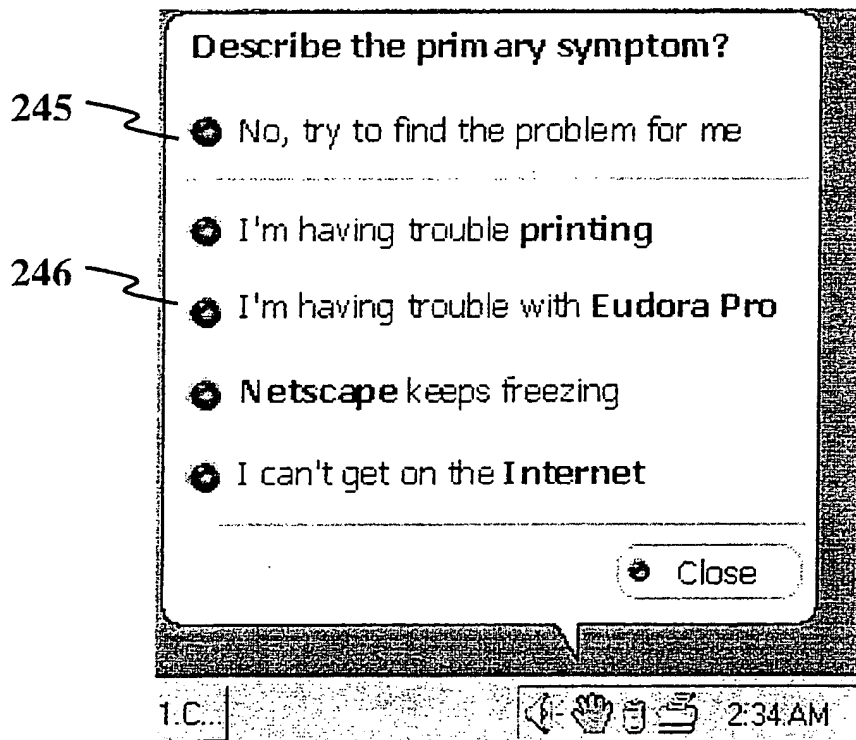 Describe the primary symptom?
245
No, try to find the problem for me
I'm having trouble printing
246
I'm having trouble with Eudora Pro
Netscape keeps freezing
I can't get on the Internet
Close
1.C...
2:34 AM